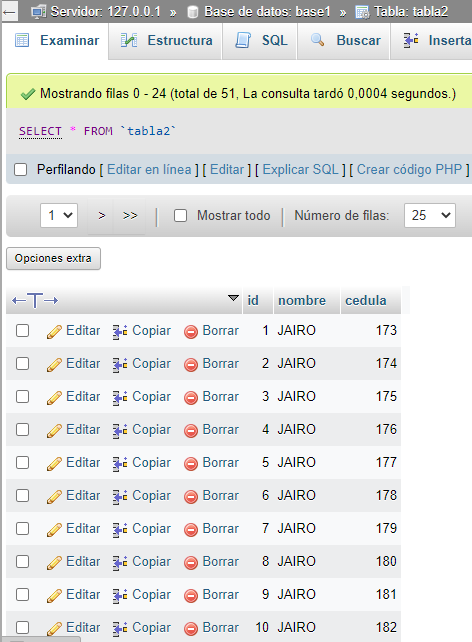 Servidor: 127.0.0.1 » Base de datos: base1 » Tabla: tabla2
Examinar Estructura SQL Buscar Inserta
Mostrando filas 0 - 24 (total de 51, La consulta tardó 0,0004 segundos.)
SELECT * FROM `tabla2`
Perfilando [ Editar en línea ] [ Editar ] [ Explicar SQL ] [ Crear código PHP ]
1 > >> Mostrar todo Número de filas: 25
Opciones extra
←T→ id nombre cedula
Editar Copiar Borrar 1 JAIRO 173
Editar Copiar Borrar 2 JAIRO 174
Editar Copiar Borrar 3 JAIRO 175
Editar Copiar Borrar 4 JAIRO 176
Editar Copiar Borrar 5 JAIRO 177
Editar Copiar Borrar 6 JAIRO 178
Editar Copiar Borrar 7 JAIRO 179
Editar Copiar Borrar 8 JAIRO 180
Editar Copiar Borrar 9 JAIRO 181
Editar Copiar Borrar 10 JAIRO 182